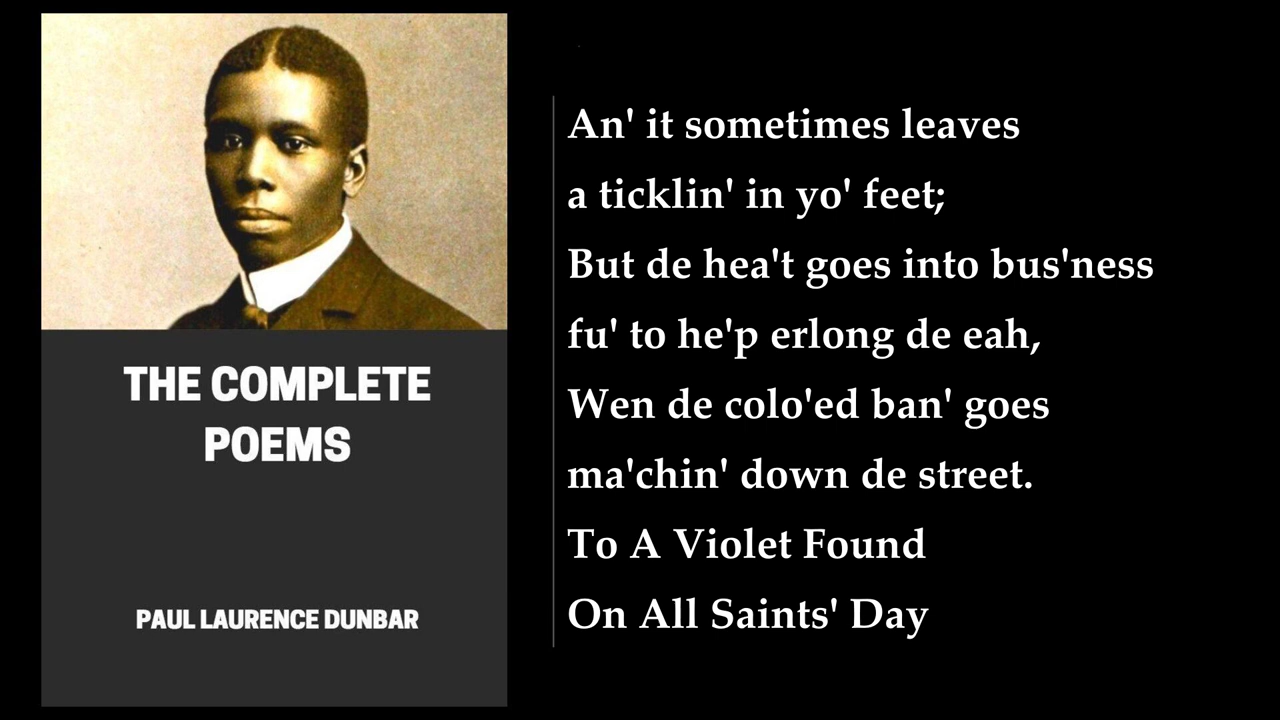 THE COMPLETE
POEMS
PAUL LAURENCE DUNBAR
An' it sometimes leaves
a ticklin' in yo' feet;
But de hea't goes into bus'ness
fu' to he'p erlong de eah,
Wen de colo'ed ban' goes
ma'chin' down de street.
To A Violet Found
On All Saints' Day